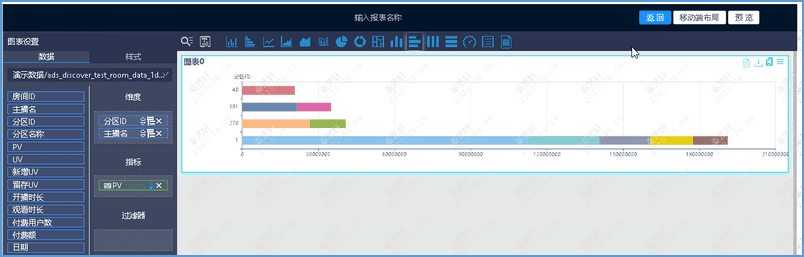 输入报表名称
返回 移动端布局 预览
图表设置
数据 样式
演示数据/ads_discover_test_room_data_1d...
房间ID
主播名
分区ID
分区名称
PV
UV
新增UV
留存UV
开播时长
观看时长
付费用户数
付费额
日期
维度
分区ID
主播名
指标
PV
过滤器
图表0
分区ID
40
101
270
1
0 30000000 60000000 90000000 120000000 150000000 180000000 210000000